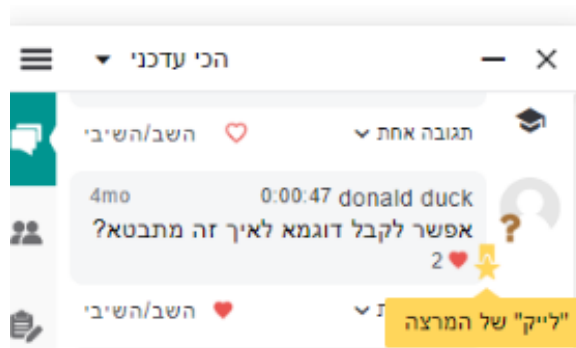 הכי עדכני
תגובה אחת
השב/השיבי
donald duck 0:00:47 4mo
אפשר לקבל דוגמא לאיך זה מתבטא?
2
השב/השיבי
"לייק" של המרצה